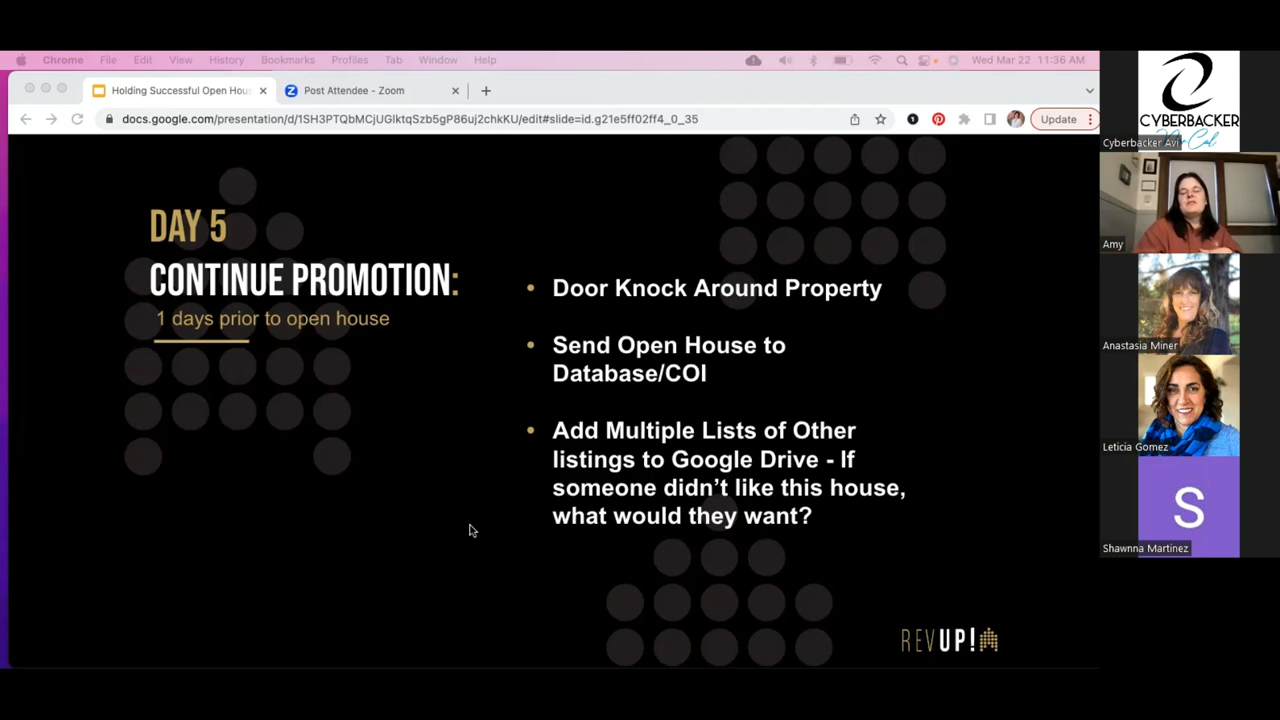 Chrome File Edit View History Bookmarks Profiles Tab Window Help Wed Mar 22 11:36 AM
Holding Successful Open Hou
Post Attendee - Zoom
docs.google.com/presentation/d/1SH3PTQbMCjUGlktqSzb5gP86uj2chkKU/edit#slide=id.g21e5ff02ff4_0_35
Update
DAY 5
CONTINUE PROMOTION:
1 days prior to open house
• Door Knock Around Property
• Send Open House to
Database/COI
• Add Multiple Lists of Other
listings to Google Drive - If
someone didn't like this house,
what would they want?
REVUP!
CYBERBACKER
NorCal
Cyberbacker Avi
Amy
Anastasia Miner
Leticia Gomez
S
Shawnna Martinez